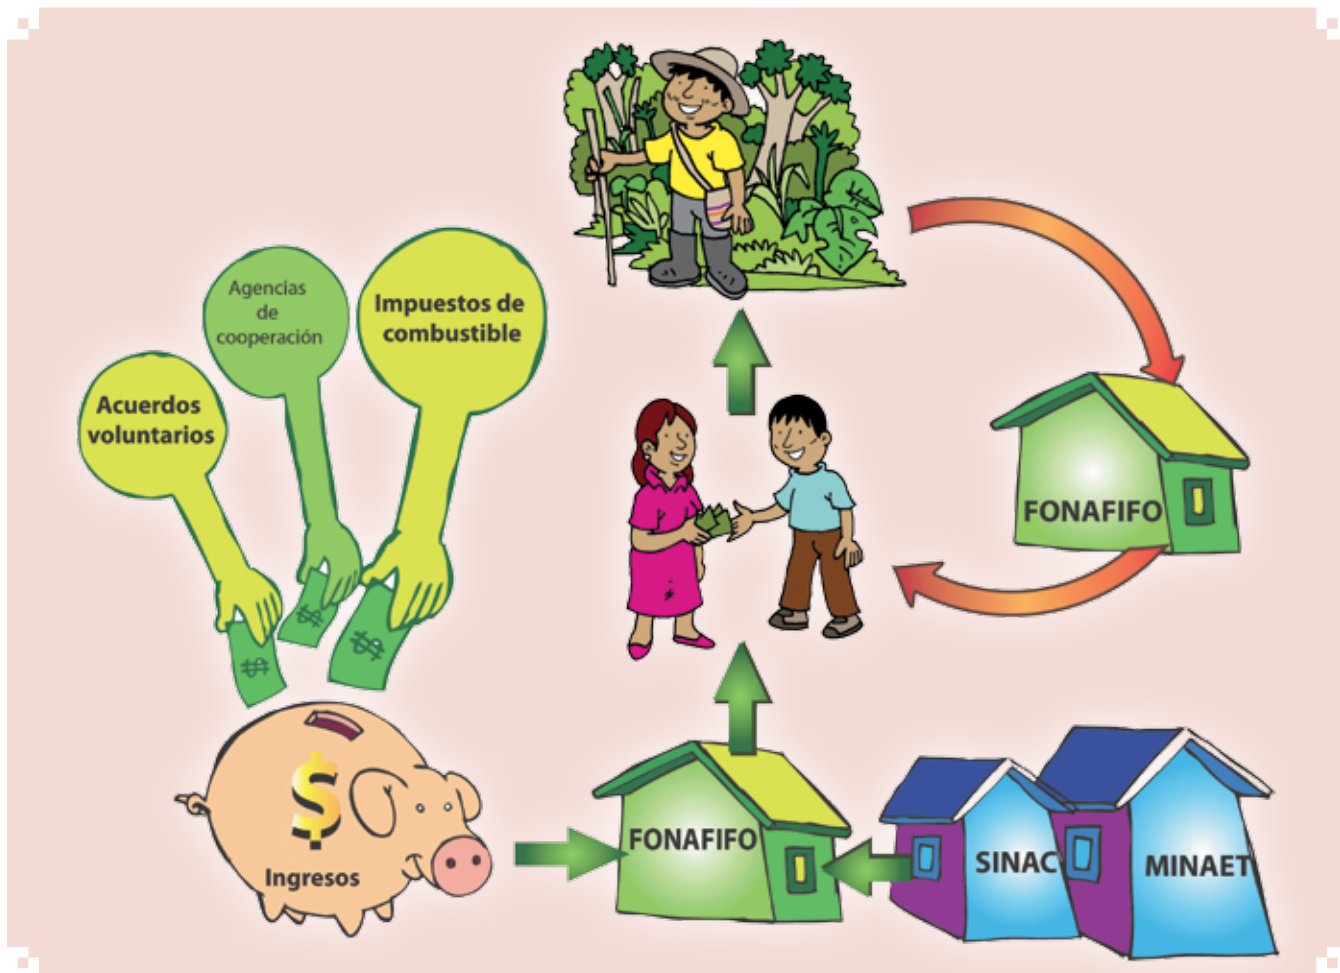 Agencias
de
cooperación
Impuestos de
combustible
Acuerdos
voluntarios
$
$
$
$
Ingresos
FONAFIFO
FONAFIFO
SINAC
MINAET